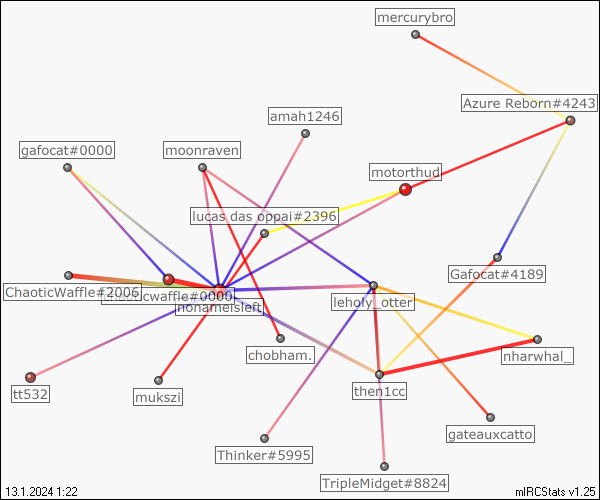 mercurybro
Azure Reborn#4243
amah1246
gafocat#0000
moonraven
motorthud
lucas das oppai#2396
Gafocat#4189
ChaoticWaffle#2006
waffle#0000
nonameisleft
leholy_otter
chobham.
nharwhal_
tt532
mukszi
then1cc
gateauxcatto
Thinker#5995
TripleMidget#8824
13.1.2024 1:22
mIRCStats v1.25